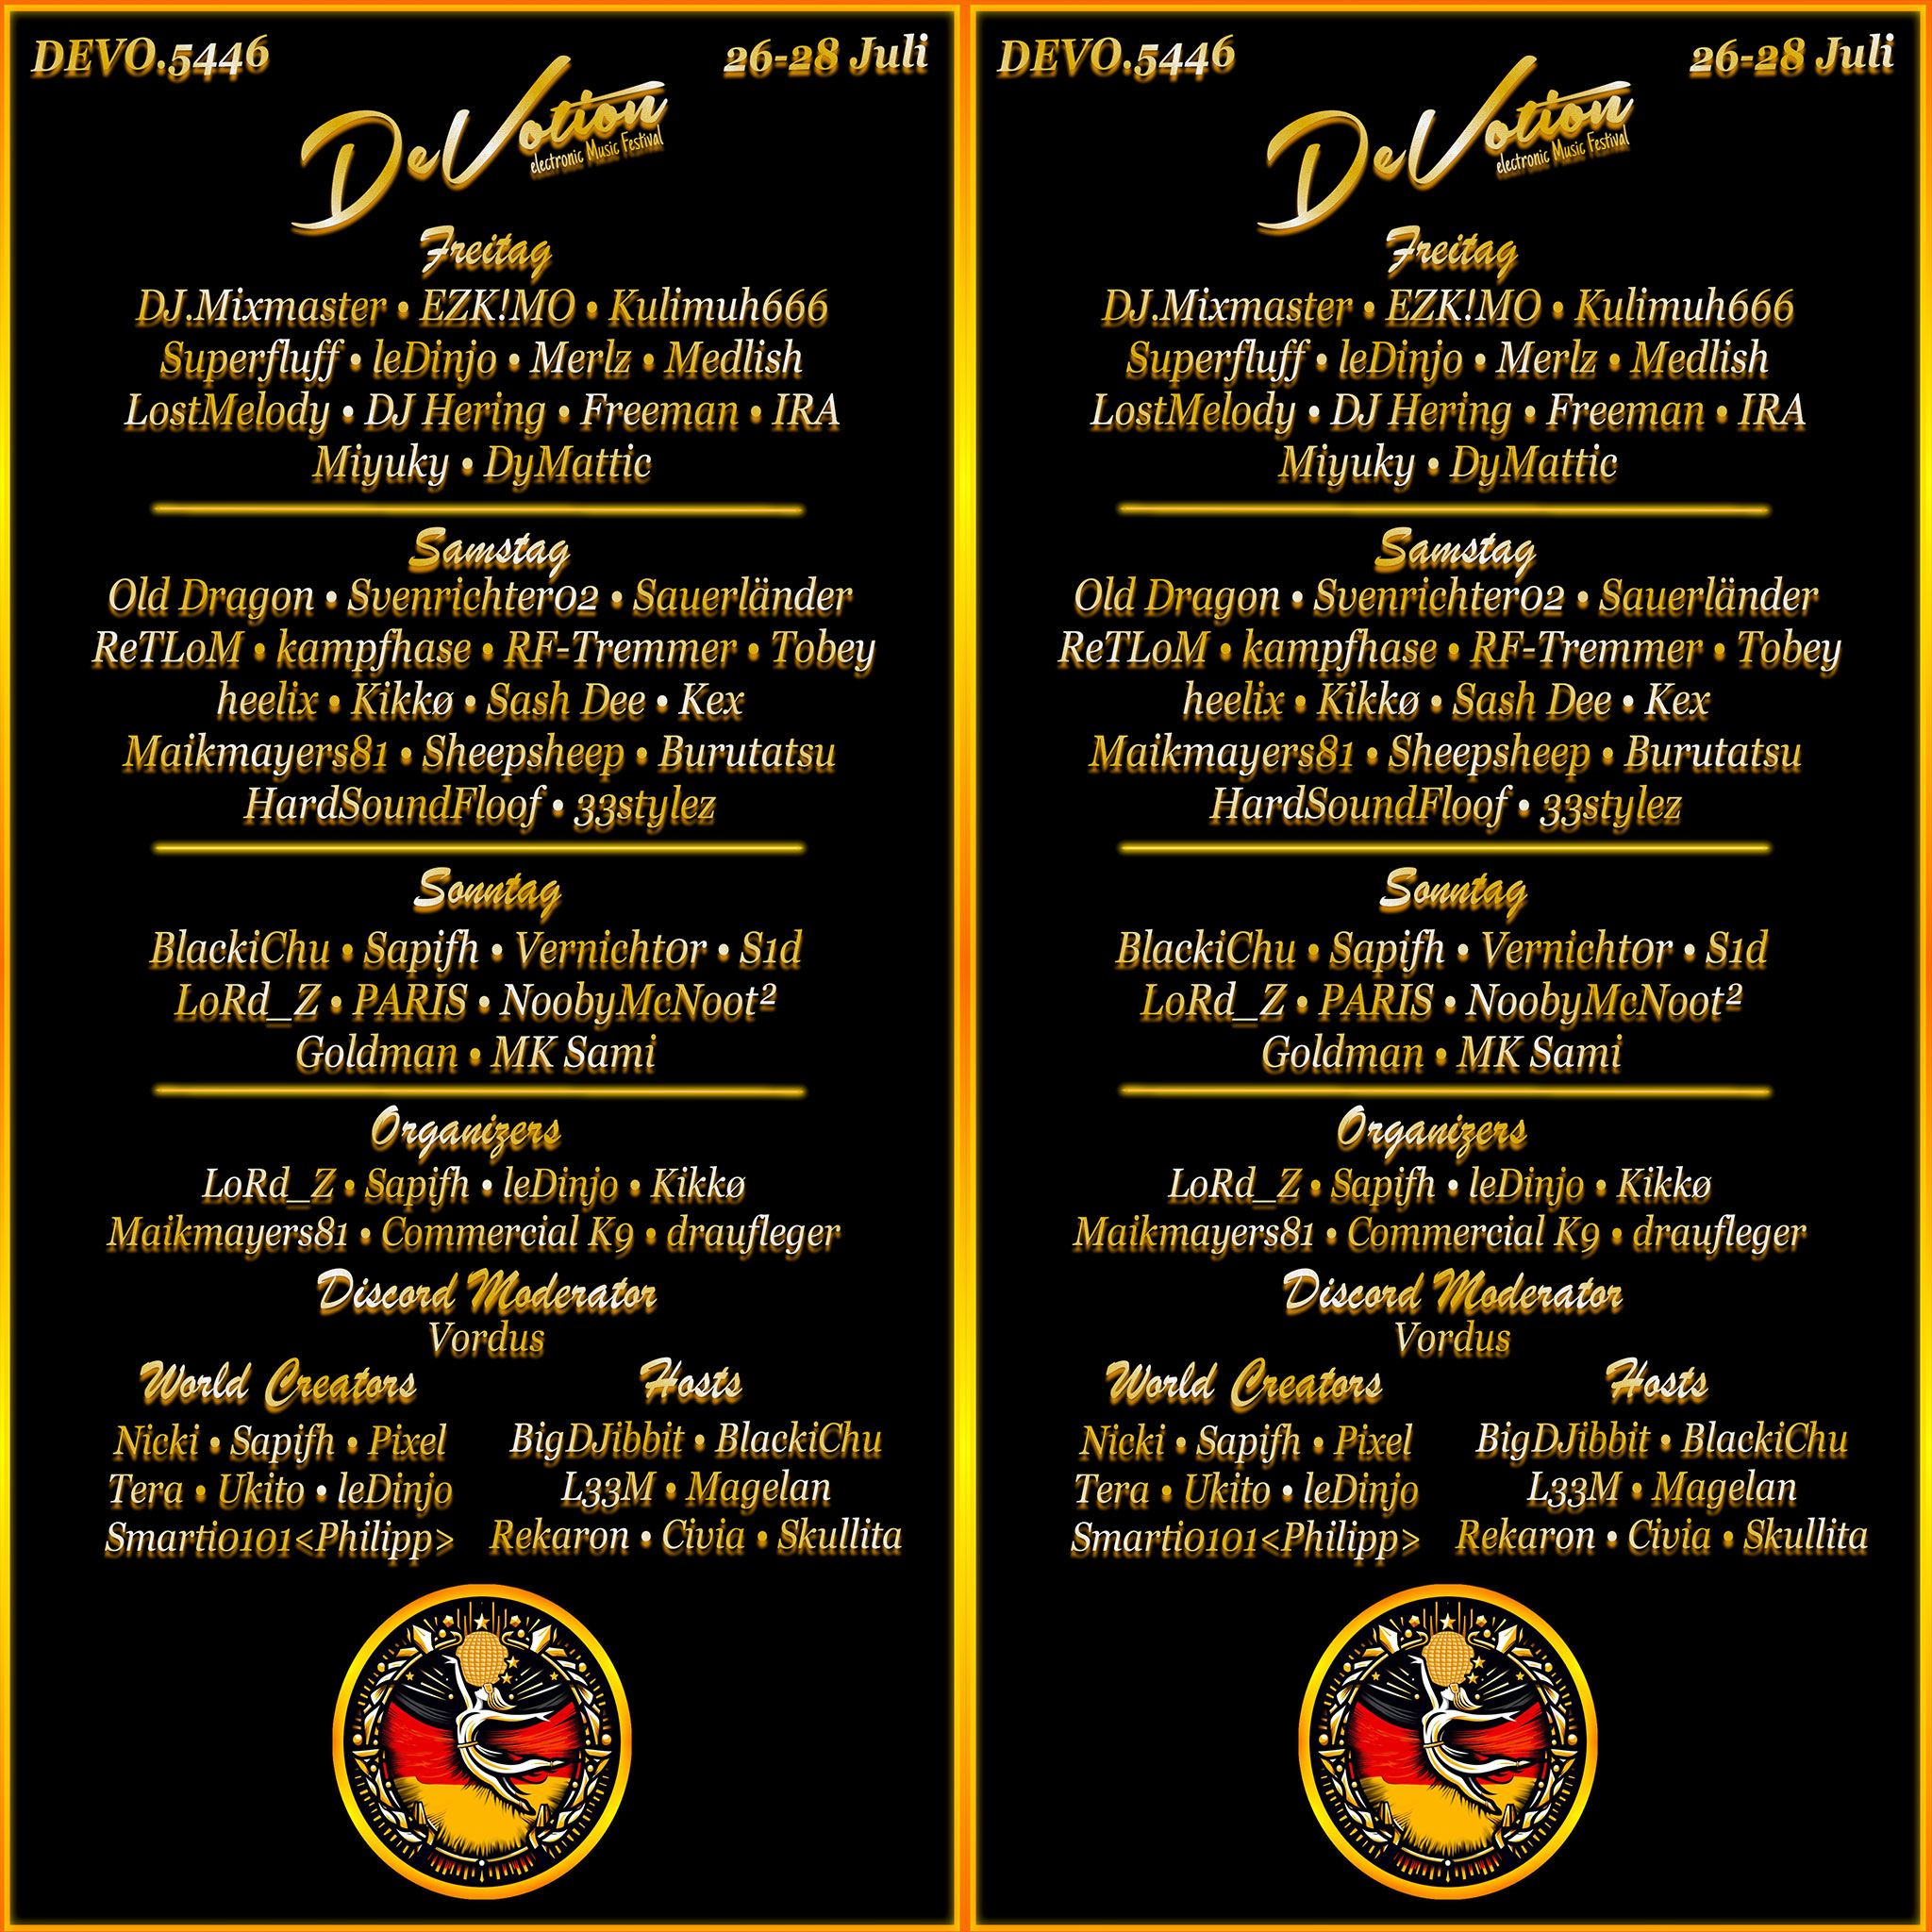 DEVO.5446
26-28 Juli
DeVotion
electronic Music Festival
Freitag
DJ.Mixmaster • EZK!MO • Kulimuh666
Superfluff • leDinjo • Merlz • Medlish
LostMelody • DJ Hering • Freeman • IRA
Miyuky • DyMattic
Samstag
Old Dragon • Svenrichter02 • Sauerländer
ReTLoM • kampfhase • RF-Tremmer • Tobey
heelix • Kikkø • Sash Dee • Kex
Maikmayers81 • Sheepsheep • Burutatsu
HardSoundFloof • 33stylez
Sonntag
BlackiChu • Sapifh • Vernichtor • S1d
LoRd_Z • PARIS • NoobyMcNoot²
Goldman • MK Sami
Organizers
LoRd_Z • Sapifh • leDinjo • Kikkø
Maikmayers81 • Commercial K9 • draufleger
Discord Moderator
Vordus
World Creators
Nicki • Sapifh • Pixel
Tera • Ukito • leDinjo
Smarti0101<Philipp>
Hosts
BigDJibbit • BlackiChu
L33M • Magelan
Rekaron • Civia • Skullita
DEVO.5446
26-28 Juli
DeVotion
electronic Music Festival
Freitag
DJ.Mixmaster • EZK!MO • Kulimuh666
Superfluff • leDinjo • Merlz • Medlish
LostMelody • DJ Hering • Freeman • IRA
Miyuky • DyMattic
Samstag
Old Dragon • Svenrichter02 • Sauerländer
ReTLoM • kampfhase • RF-Tremmer • Tobey
heelix • Kikkø • Sash Dee • Kex
Maikmayers81 • Sheepsheep • Burutatsu
HardSoundFloof • 33stylez
Sonntag
BlackiChu • Sapifh • Vernicht0r • S1d
LoRd_Z • PARIS • NoobyMcNoot²
Goldman • MK Sami
Organizers
LoRd_Z • Sapifh • leDinjo • Kikkø
Maikmayers81 • Commercial K9 • draufleger
Discord Moderator
Vordus
World Creators
Nicki • Sapifh • Pixel
Tera • Ukito • leDinjo
Smarti0101<Philipp>
Hosts
BigDJibbit • BlackiChu
L33M • Magelan
Rekaron • Civia • Skullita